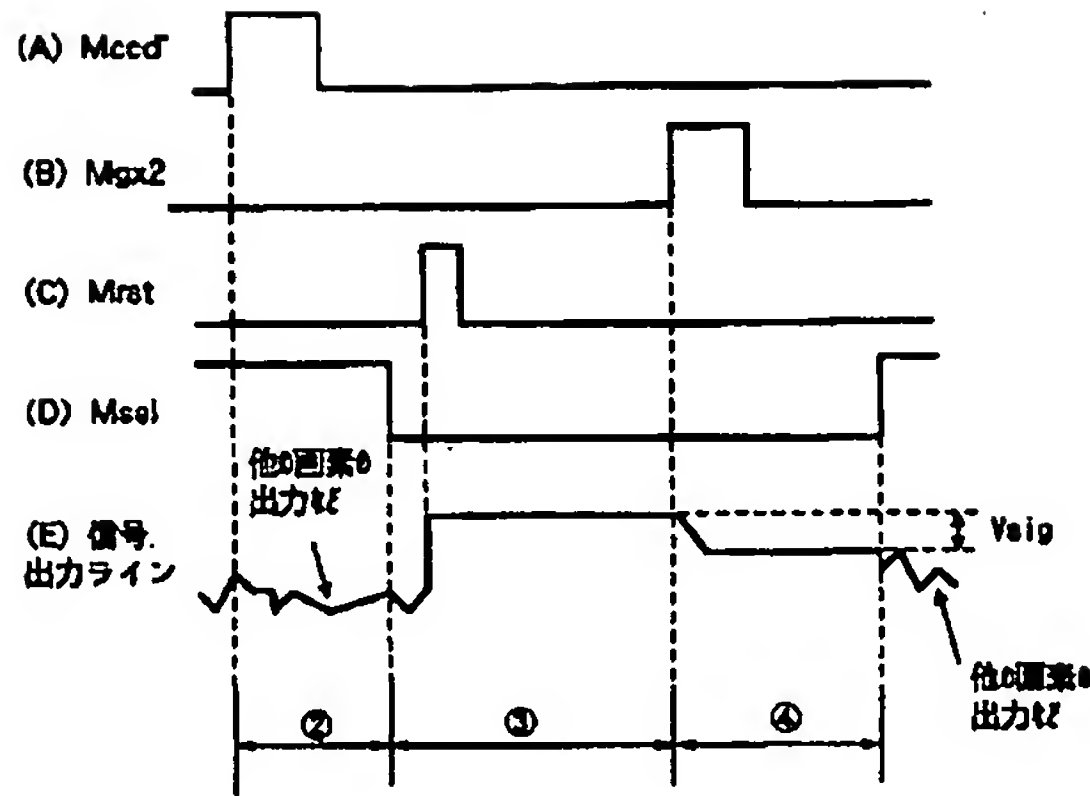 (A) Mccd
(B) Mgx2
(C) Mrst
(D) Msel
他の画素の
出力など
(E) 信号
出力ライン
Vsig
他の画素の
出力など
②
③
④